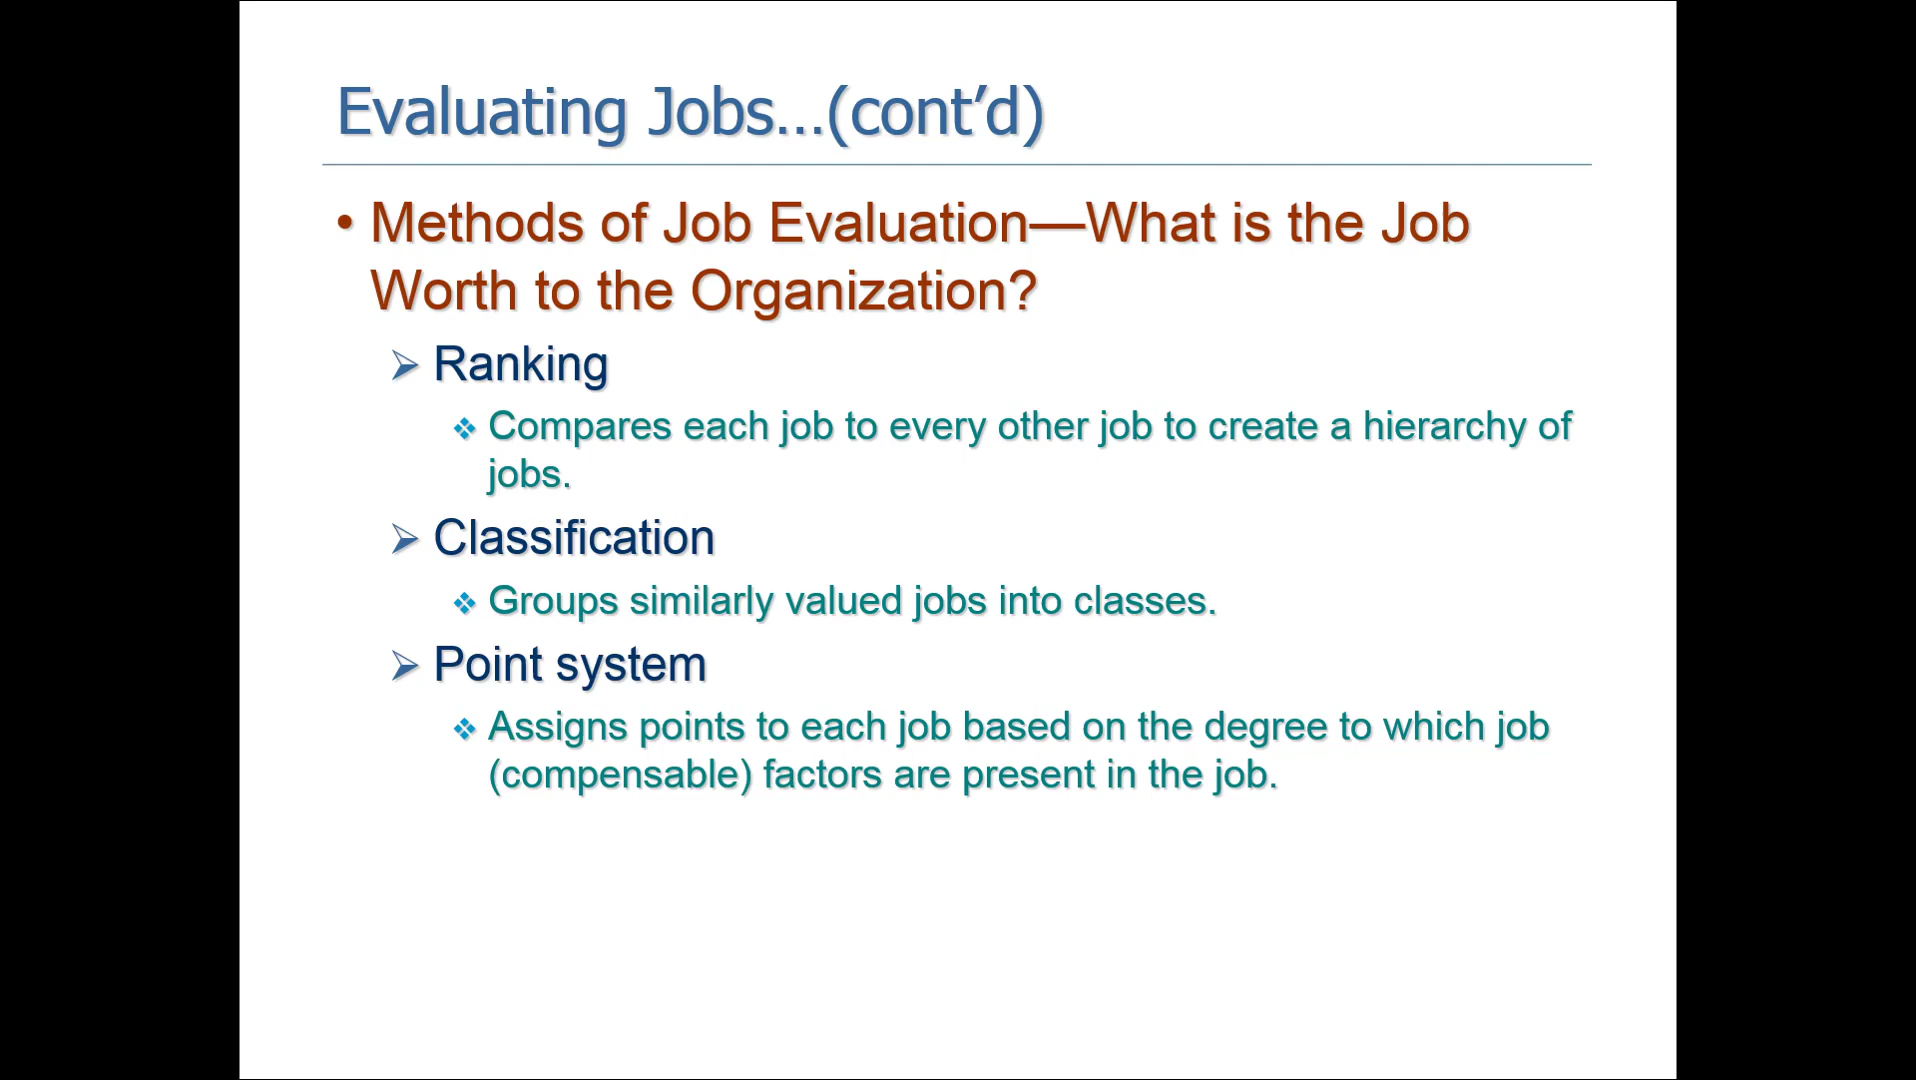 Evaluating Jobs…(cont’d)
• Methods of Job Evaluation—What is the Job
Worth to the Organization?
➢ Ranking
❖ Compares each job to every other job to create a hierarchy of
jobs.
➢ Classification
❖ Groups similarly valued jobs into classes.
➢ Point system
❖ Assigns points to each job based on the degree to which job
(compensable) factors are present in the job.